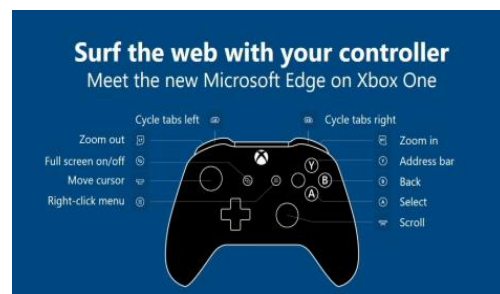 Surf the web with your controller
Meet the new Microsoft Edge on Xbox One
Cycle tabs left
Cycle tabs right
Zoom out
Zoom in
Full screen on/off
Address bar
Move cursor
Back
Right-click menu
Select
Scroll
Y
B
A